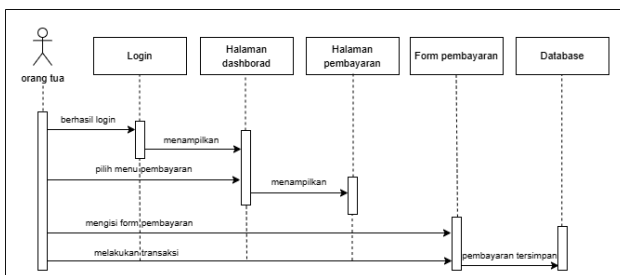 orang tua
Login
Halaman
dashborad
Halaman
pembayaran
Form pembayaran
Database
berhasil login
menampilkan
pilih menu pembayaran
menampilkan
mengisi form pembayaran
melakukan transaksi
pembayaran tersimpan